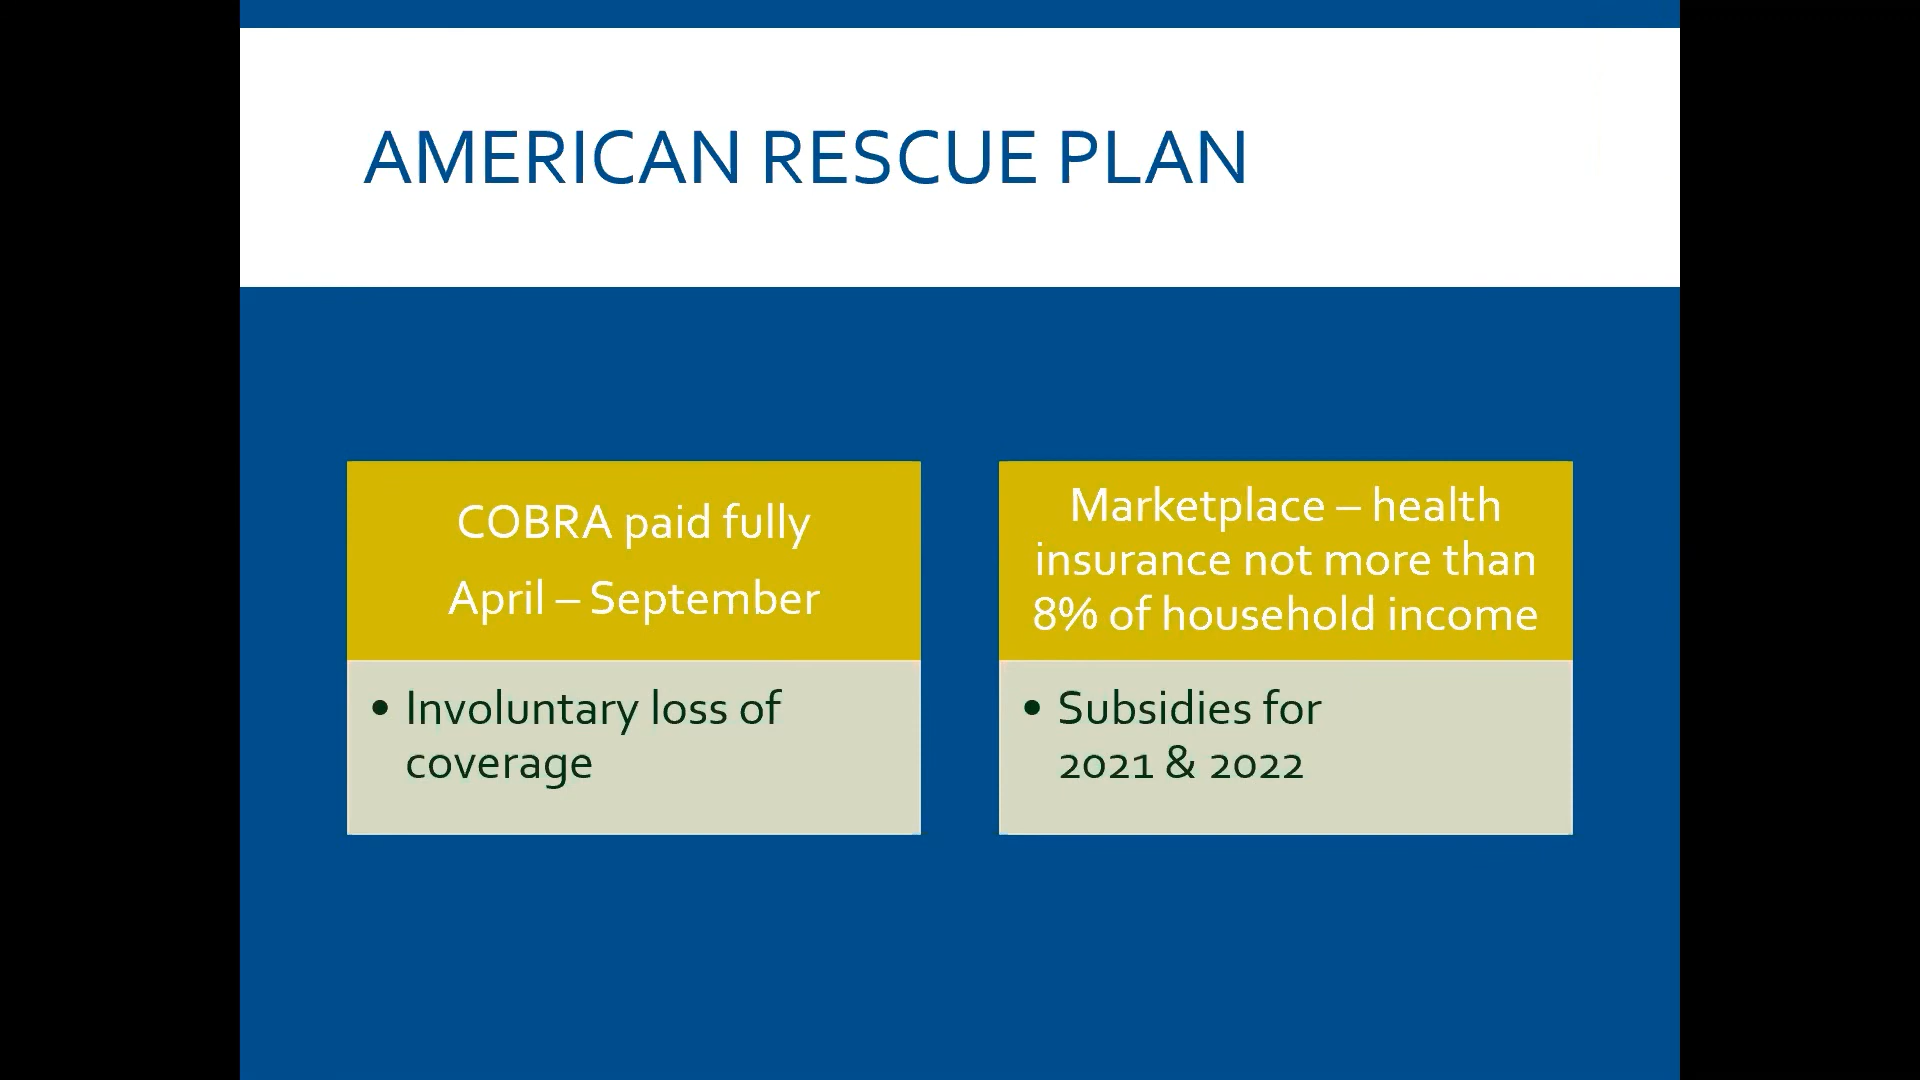 AMERICAN RESCUE PLAN
COBRA paid fully
April – September
• Involuntary loss of
coverage
Marketplace – health
insurance not more than
8% of household income
• Subsidies for
2021 & 2022